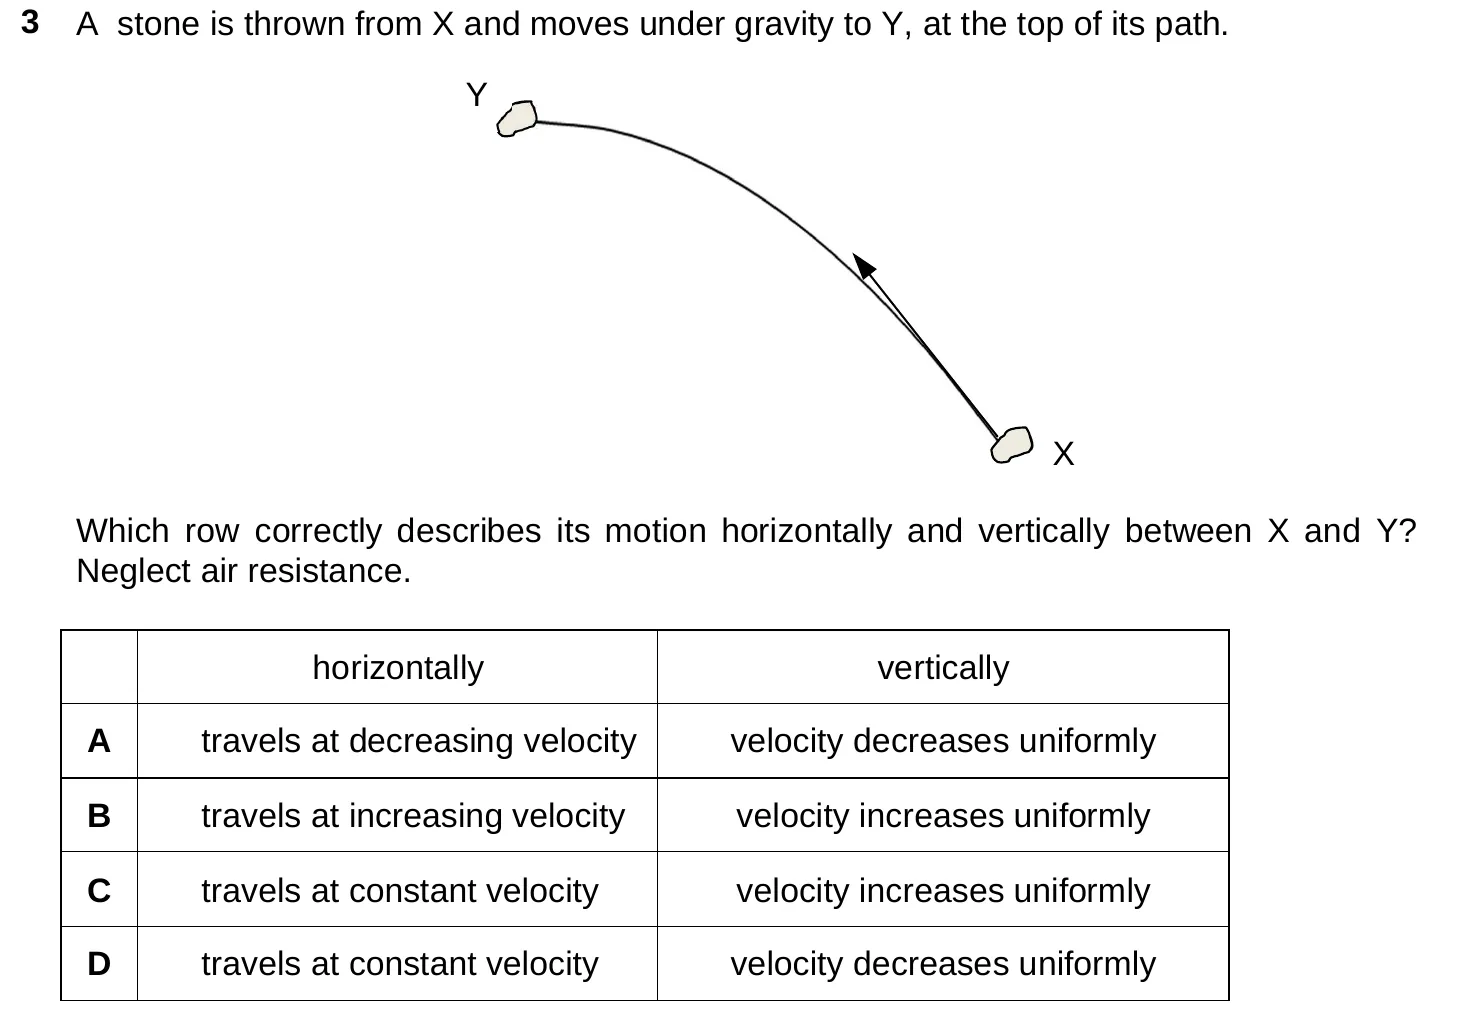 3 A stone is thrown from X and moves under gravity to Y, at the top of its path.
Y
X
Which row correctly describes its motion horizontally and vertically between X and Y?
Neglect air resistance.
horizontally vertically
A travels at decreasing velocity velocity decreases uniformly
B travels at increasing velocity velocity increases uniformly
C travels at constant velocity velocity increases uniformly
D travels at constant velocity velocity decreases uniformly